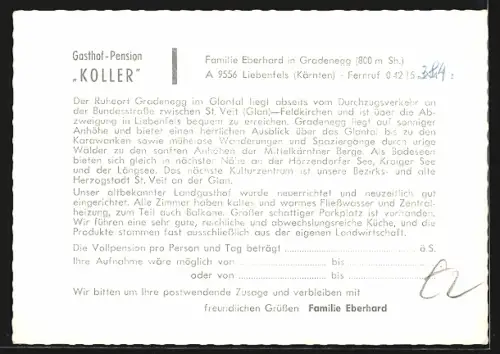 Gasthof-Pension
„KOLLER"
Familie Eberhard in Gradenegg (800 m Sh.)
A 9556 Liebenfels (Kärnten) - Fernruf 0 42 15 384
Der Ruheort Gradenegg im Glantal liegt abseits vom Durchzugsverkehr an
der Bundesstraße zwischen St. Veit (Glan)—Feldkirchen und ist über die Ab-
zweigung in Liebenfels bequem zu erreichen. Gradenegg liegt auf sonniger
Anhöhe und bietet einen herrlichen Ausblick über das Glantal bis zu den
Karawanken sowie mühelose Wanderungen und Spaziergänge durch urige
Wälder zu den sanften Anhöhen der Mittelkärntner Berge. Als Badeseen
bieten sich gleich in nächster Nähe an der Hörzendorfer See, Kraiger See
und der Längsee. Das nächste Kulturzentrum ist unsere Bezirks- und alte
Herzogstadt St. Veit an der Glan.
Unser altbekannter Landgasthof wurde neuerrichtet und neuzeitlich gut
eingerichtet. Alle Zimmer haben kaltes und warmes Fließwasser und Zentral-
heizung, zum Teil auch Balkone. Großer schattiger Parkplatz ist vorhanden.
Wir führen eine sehr gute, reichliche und abwechslungsreiche Küche, und die
Produkte stammen fast ausschließlich aus der eigenen Landwirtschaft.
Die Vollpension pro Person und Tag beträgt ........................ ö S.
Ihre Aufnahme wäre möglich von ........................ bis ........................
oder von ........................ bis ........................
Wir bitten um Ihre postwendende Zusage und verbleiben mit
freundlichen Grüßen Familie Eberhard